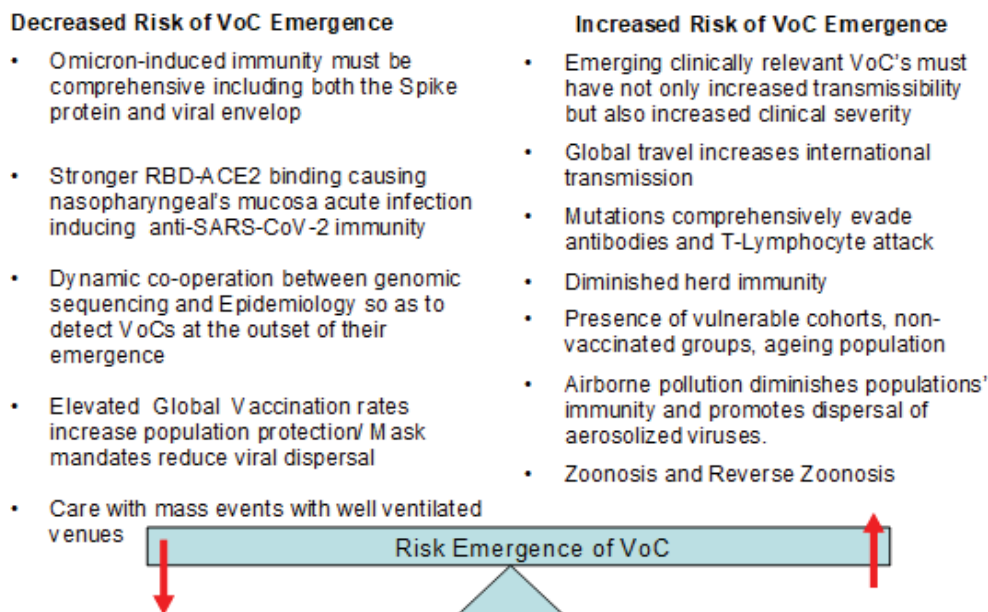 Decreased Risk of VoC Emergence
• Omicron-induced immunity must be
comprehensive including both the Spike
protein and viral envelop
• Stronger RBD-ACE2 binding causing
nasopharyngeal's mucosa acute infection
inducing anti-SARS-CoV-2 immunity
• Dynamic co-operation between genomic
sequencing and Epidemiology so as to
detect VoCs at the outset of their
emergence
• Elevated Global Vaccination rates
increase population protection/ Mask
mandates reduce viral dispersal
• Care with mass events with well ventilated
venues
Increased Risk of VoC Emergence
• Emerging clinically relevant VoC's must
have not only increased transmissibility
but also increased clinical severity
• Global travel increases international
transmission
• Mutations comprehensively evade
antibodies and T-Lymphocyte attack
• Diminished herd immunity
• Presence of vulnerable cohorts, non-
vaccinated groups, ageing population
• Airborne pollution diminishes populations'
immunity and promotes dispersal of
aerosolized viruses.
• Zoonosis and Reverse Zoonosis
Risk Emergence of VoC